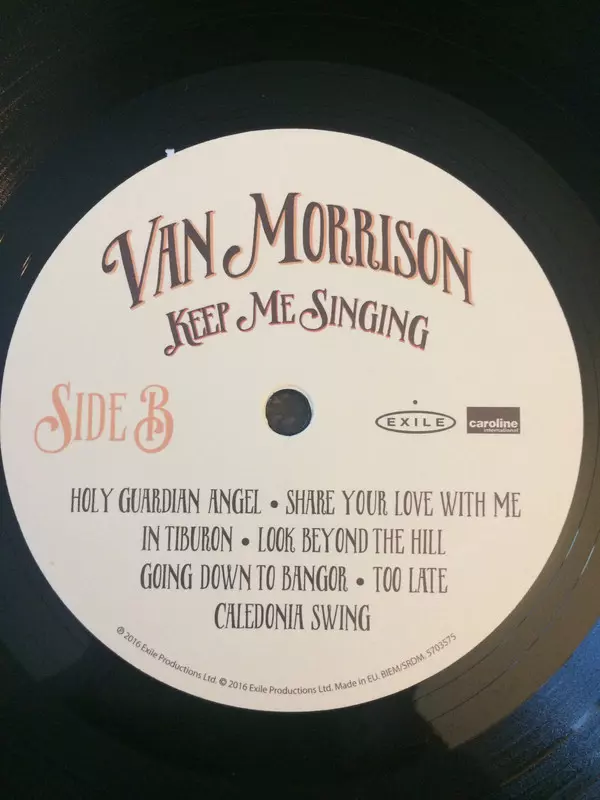 VAN MORRISON
KEEP ME SINGING
SIDE B
EXILE
caroline
international
HOLY GUARDIAN ANGEL • SHARE YOUR LOVE WITH ME
IN TIBURON • LOOK BEYOND THE HILL
GOING DOWN TO BANGOR • TOO LATE
CALEDONIA SWING
℗ 2016 Exile Productions Ltd. © 2016 Exile Productions Ltd. Made in EU. BIEM/SRDM. 5703575